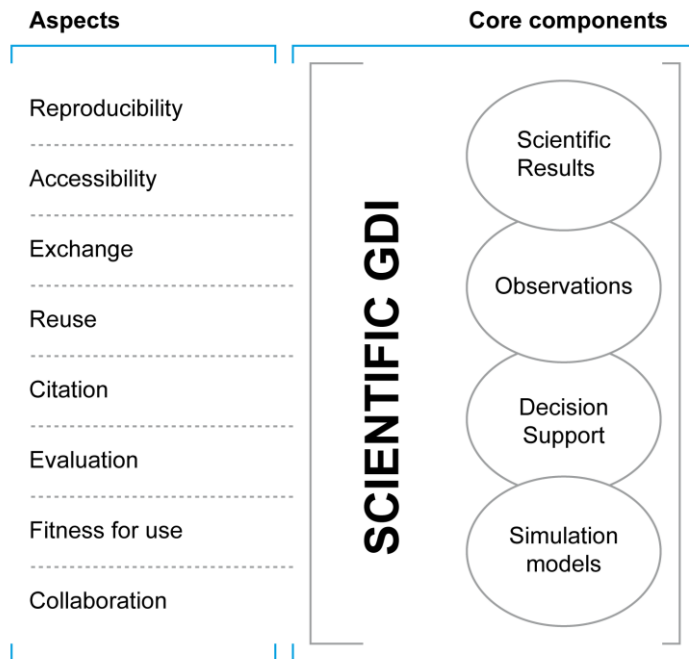 Aspects
Core components
Reproducibility
Accessibility
Exchange
Reuse
Citation
Evaluation
Fitness for use
Collaboration
SCIENTIFIC GDI
Scientific
Results
Observations
Decision
Support
Simulation
models